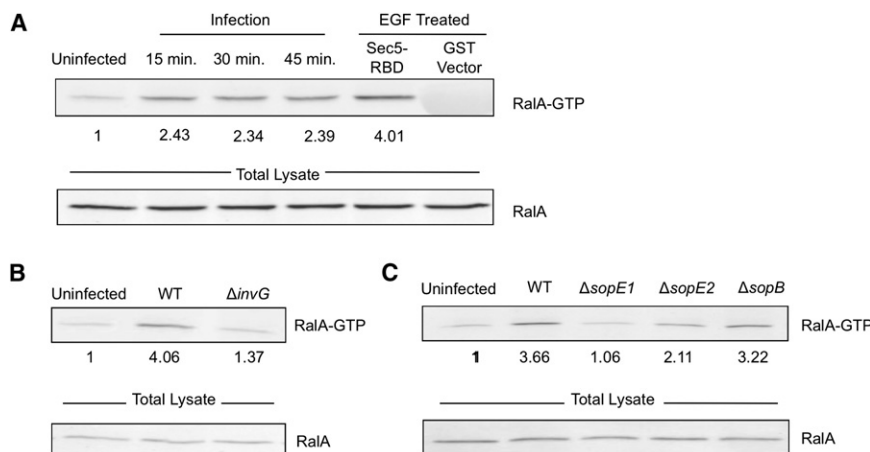 A
Infection
EGF Treated
Uninfected 15 min. 30 min. 45 min. Sec5-RBD GST Vector
RalA-GTP
1 2.43 2.34 2.39 4.01
Total Lysate
RalA
B
Uninfected WT ΔinvG
RalA-GTP
1 4.06 1.37
Total Lysate
RalA
C
Uninfected WT ΔsopE1 ΔsopE2 ΔsopB
RalA-GTP
1 3.66 1.06 2.11 3.22
Total Lysate
RalA